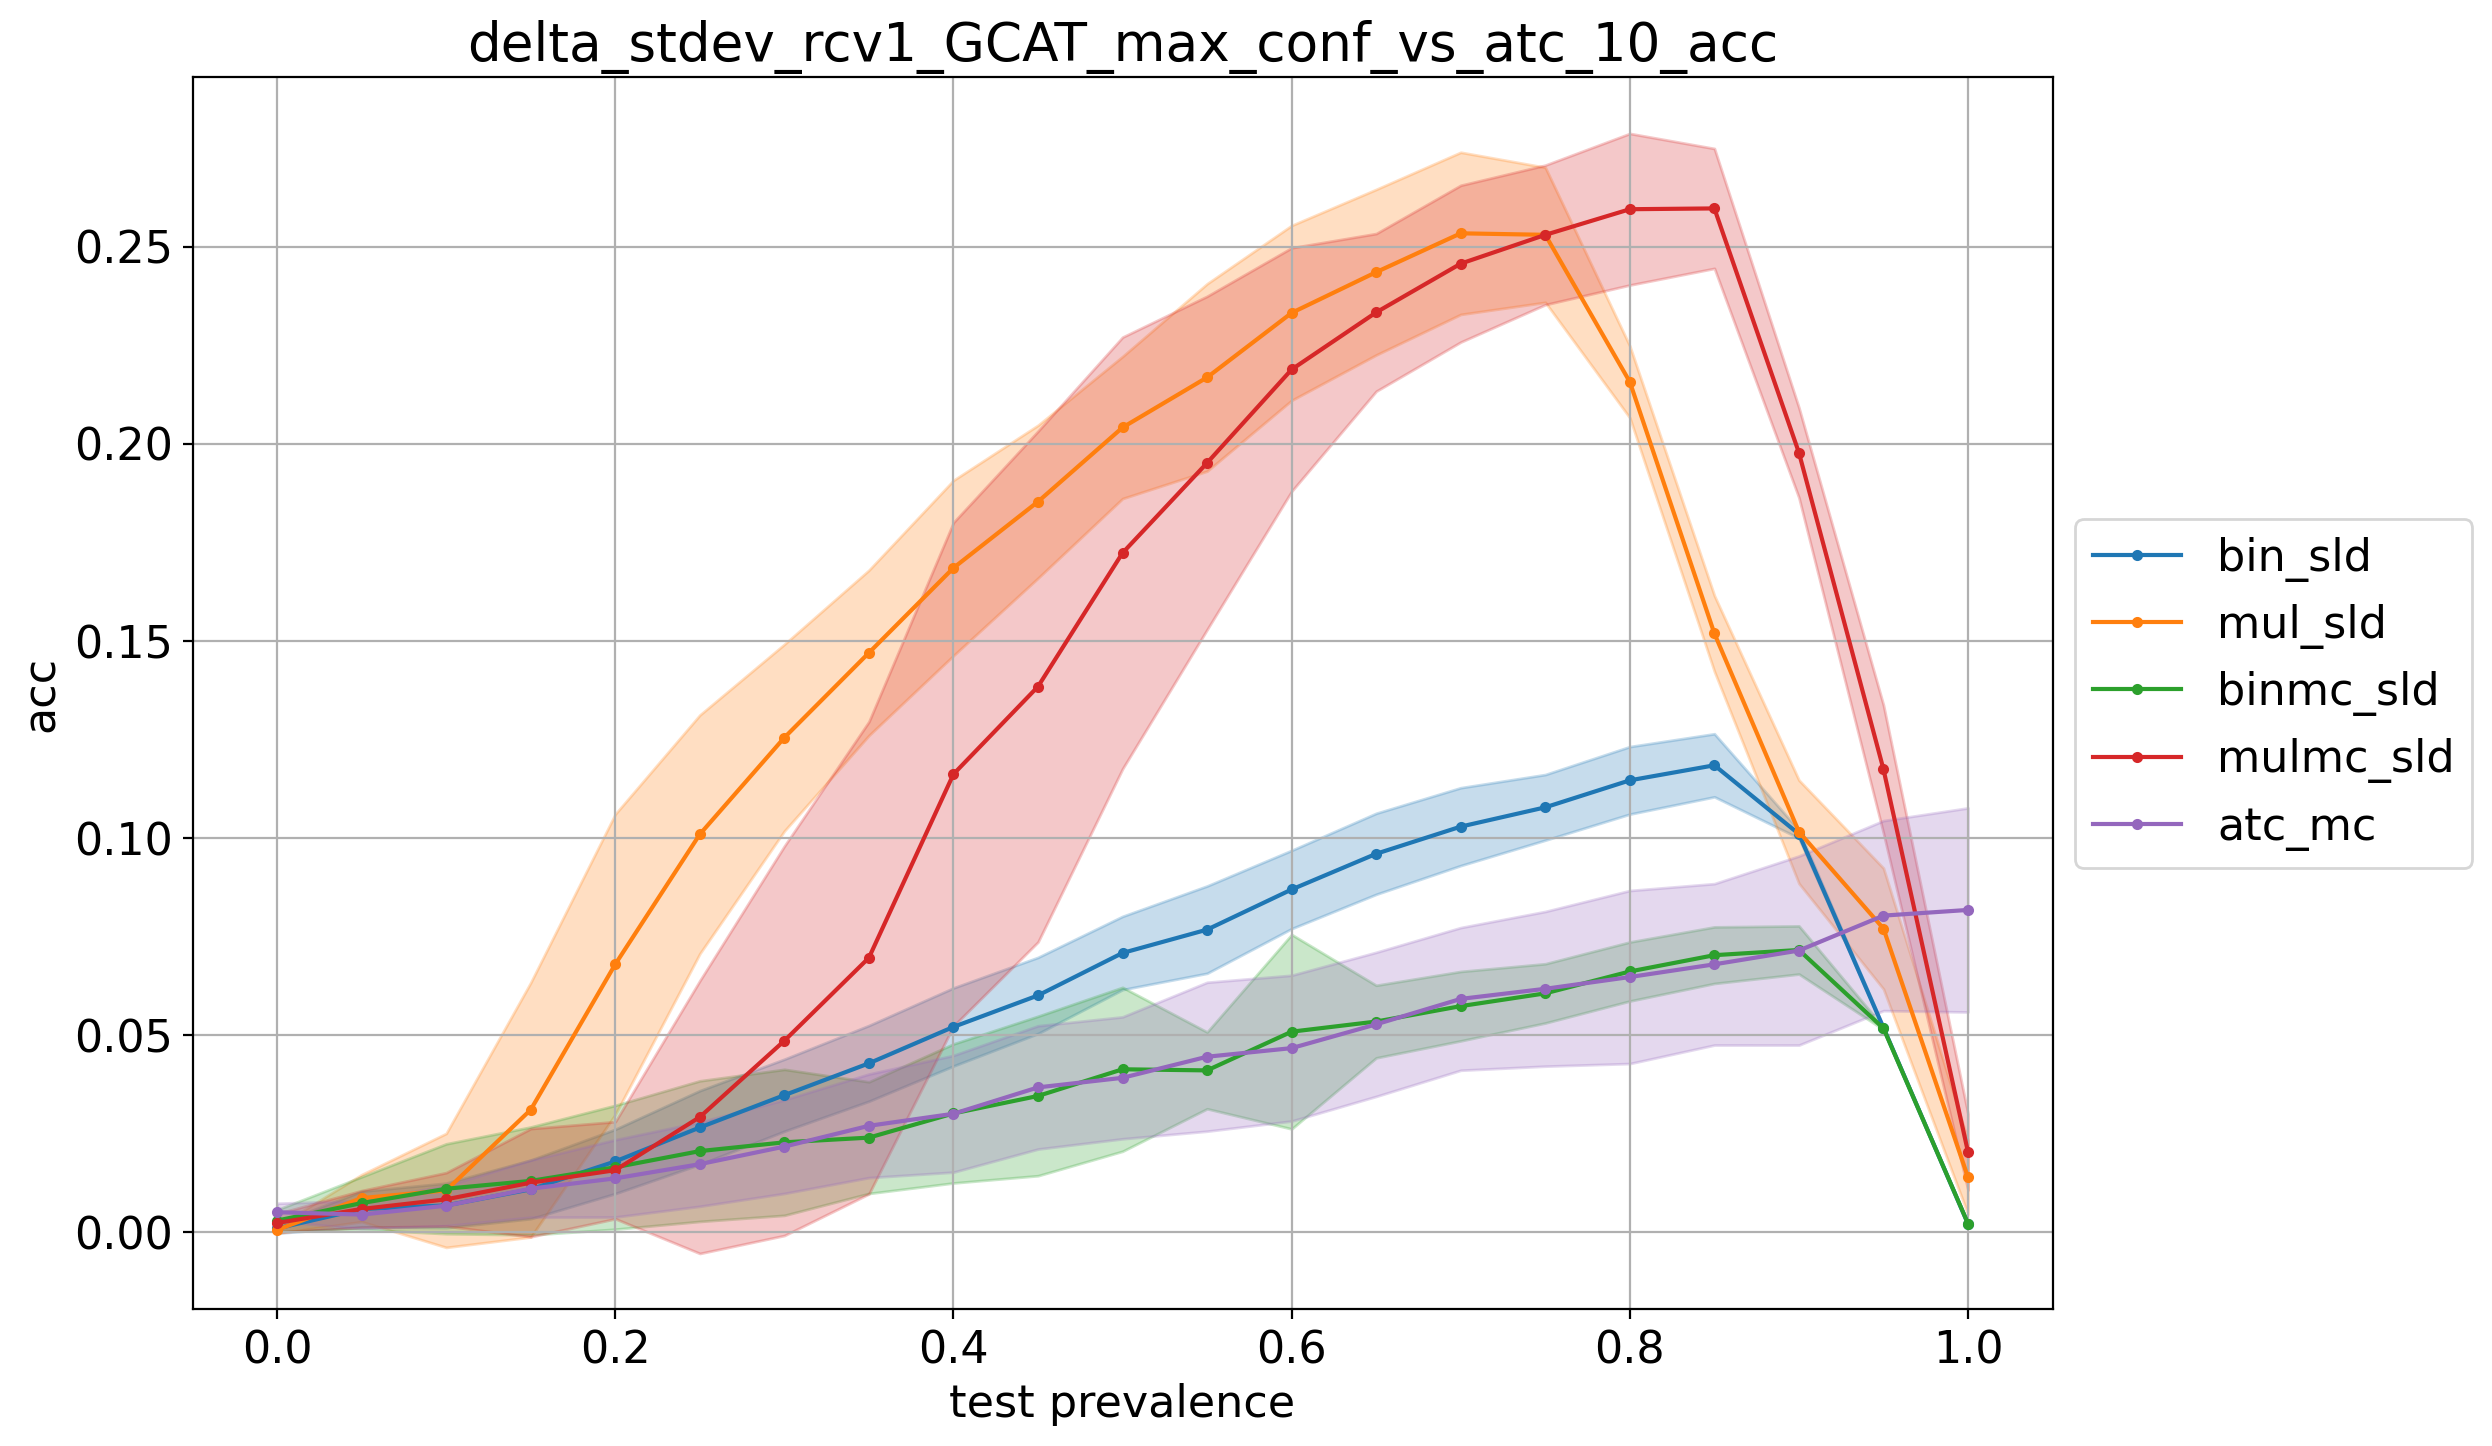 delta_stdev_rcv1_GCAT_max_conf_vs_atc_10_acc
acc
0.25
0.20
0.15
0.10
0.05
0.00
0.0 0.2 0.4 0.6 0.8 1.0
test prevalence
bin_sld
mul_sld
binmc_sld
mulmc_sld
atc_mc